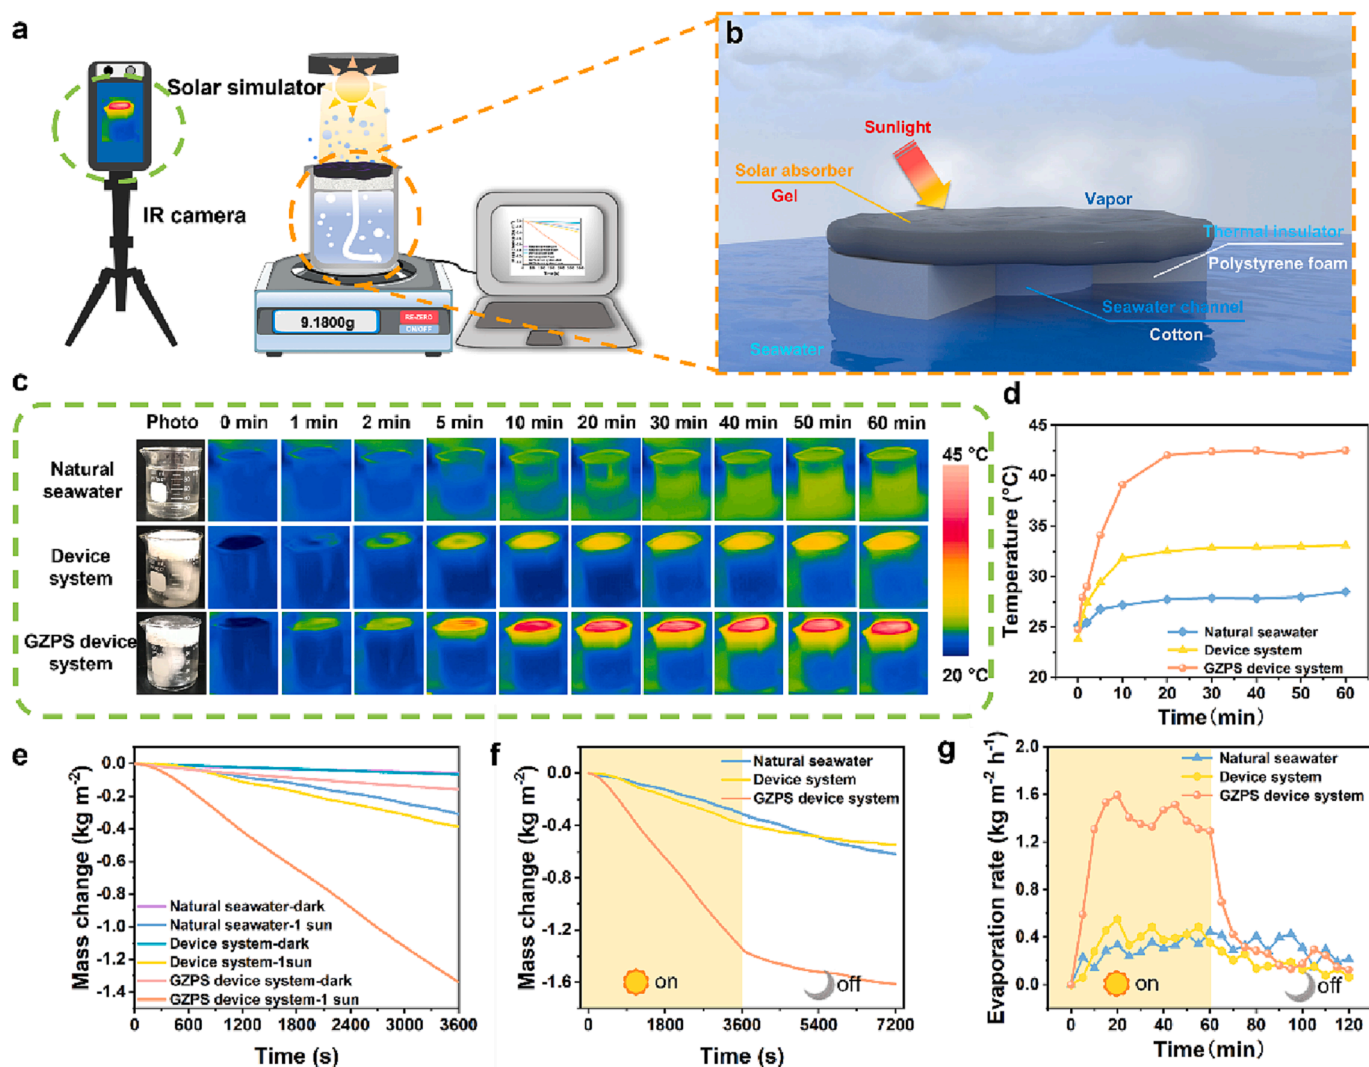 a
Solar simulator
IR camera
9.1800g
RE-ZERO
ON/OFF
b
Sunlight
Solar absorber
Gel
Vapor
Thermal insulator
Polystyrene foam
Seawater channel
Cotton
Seawater
c
Photo 0 min 1 min 2 min 5 min 10 min 20 min 30 min 40 min 50 min 60 min
Natural
seawater
Device
system
GZPS device
system
45 °C
20 °C
d
Temperature (°C)
45
40
35
30
25
20
Natural seawater
Device system
GZPS device system
0 10 20 30 40 50 60
Time (min)
e
Mass change (kg m-2)
0.0
-0.2
-0.4
-0.6
-0.8
-1.0
-1.2
-1.4
Natural seawater-dark
Natural seawater-1 sun
Device system-dark
Device system-1sun
GZPS device system-dark
GZPS device system-1 sun
0 600 1200 1800 2400 3000 3600
Time (s)
f
Mass change (kg m-2)
0.0
-0.4
-0.8
-1.2
-1.6
Natural seawater
Device system
GZPS device system
on
off
0 1800 3600 5400 7200
Time (s)
g
Evaporation rate (kg m-2 h-1)
2.0
1.6
1.2
0.8
0.4
0.0
Natural seawater
Device system
GZPS device system
on
off
0 20 40 60 80 100 120
Time (min)